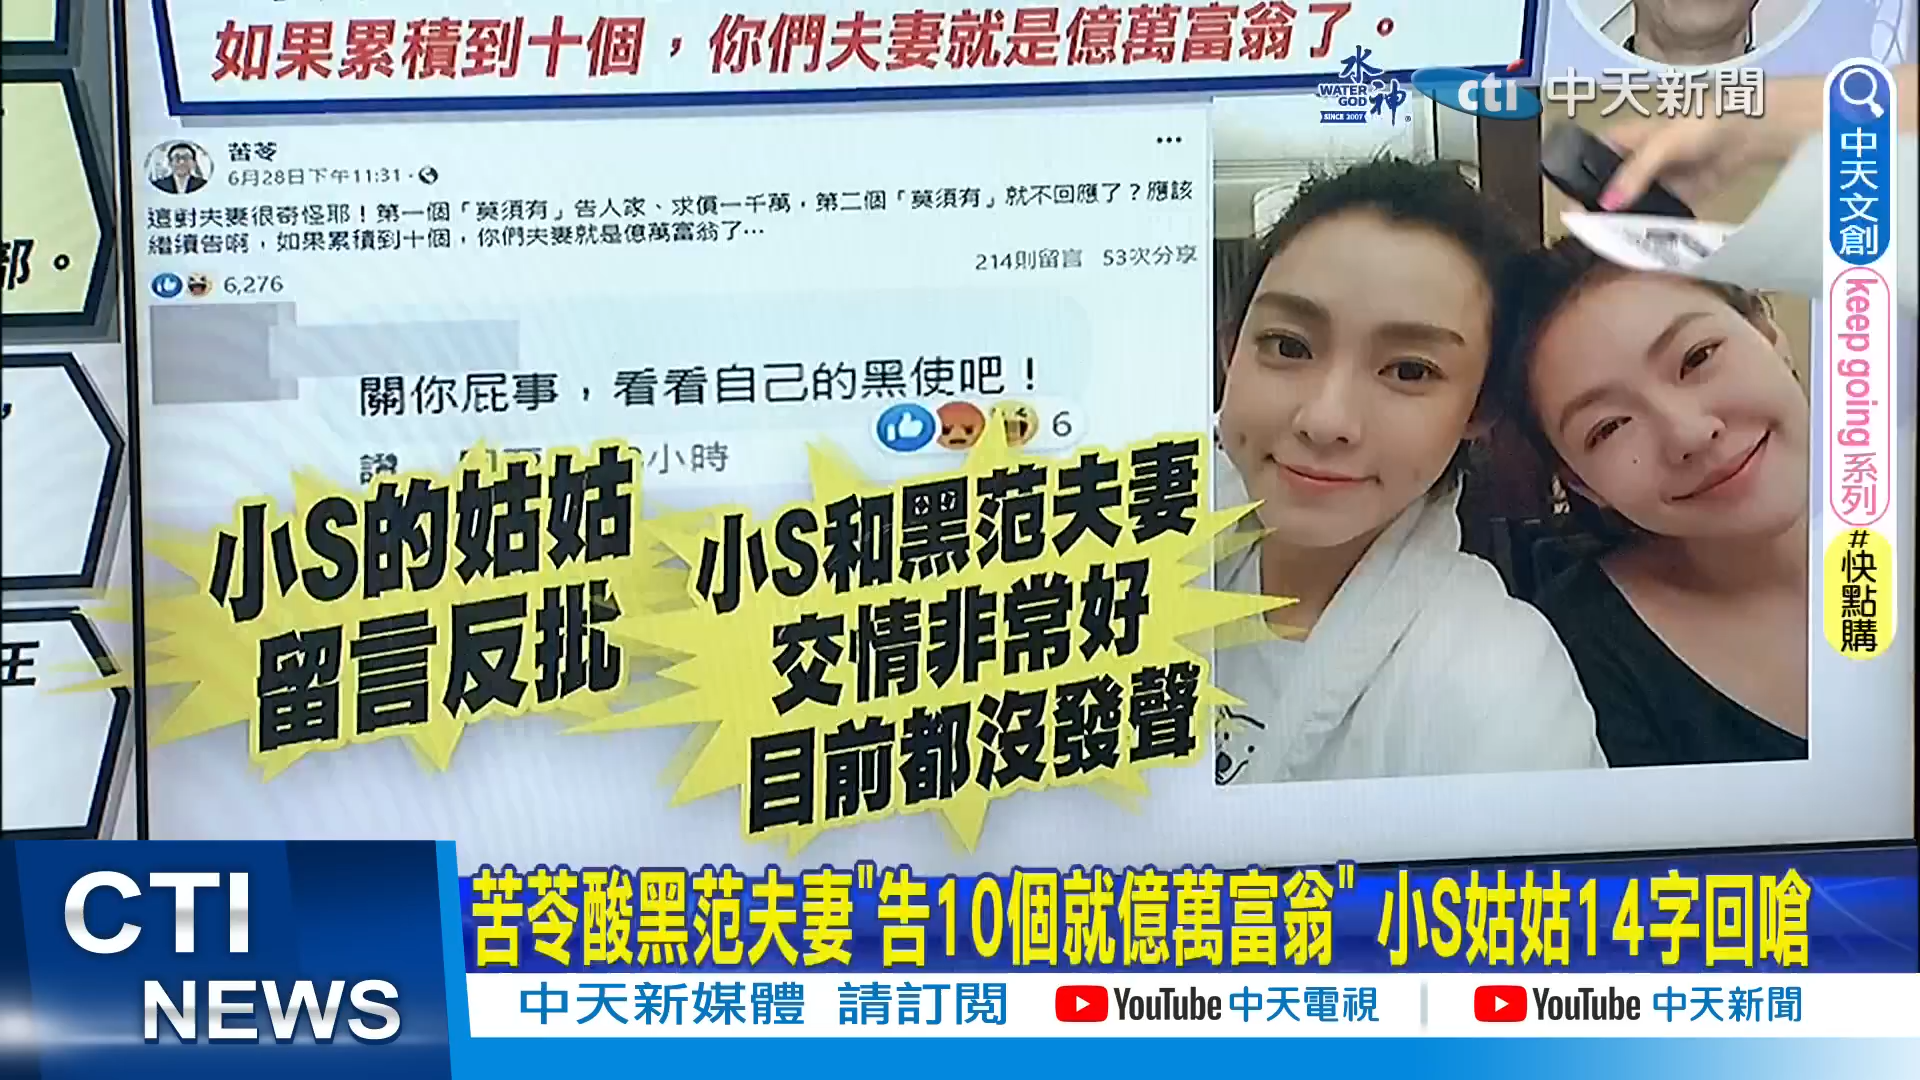 如果累積到十個，你們夫妻就是億萬富翁了。
水神
WATER GOD
SINCE 2007
cti 中天新聞
苦苓
6月28日下午11:31
這對夫妻很奇怪耶！第一個「莫須有」告人家、求償一千萬，第二個「莫須有」就不回應了？應該
繼續告啊，如果累積到十個，你們夫妻就是億萬富翁了…
214則留言 53次分享
6,276
關你屁事，看看自己的黑使吧！
6
讚
小時
部。
小S的姑姑
留言反批
小S和黑范夫妻
交情非常好
目前都沒發聲
中天文創
keep going系列
#快點購
CTI NEWS
苦苓酸黑范夫妻"告10個就億萬富翁" 小S姑姑14字回嗆
中天新媒體 請訂閱 YouTube 中天電視 | YouTube 中天新聞